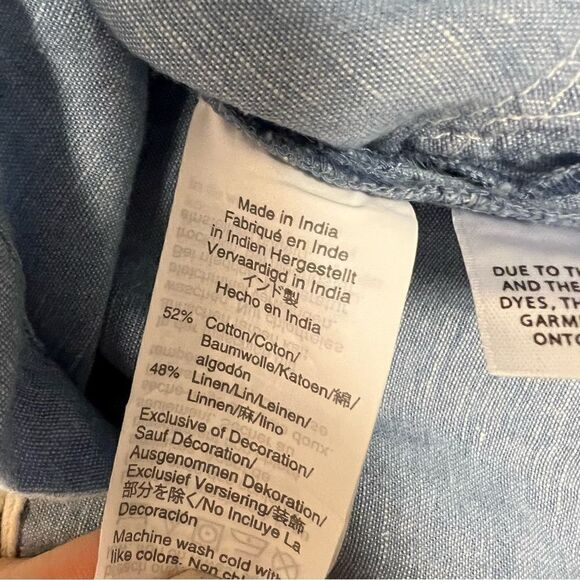 Made in India
Fabriqué en Inde
in Indien Hergestellt
Vervaardigd in India
インド製
Hecho en India
52% Cotton/Coton/
Baumwolle/Katoen/綿/
algodón
48% Linen/Lin/Leinen/
Linnen/麻/lino
Exclusive of Decoration/
Sauf Décoration/
Ausgenommen Dekoration/
Exclusief Versiering/装飾
部分を除く/No Incluye La
Decoración
Machine wash cold with
like colors. Non
DUE TO
AND THE
DYES,
GARM
ONTO